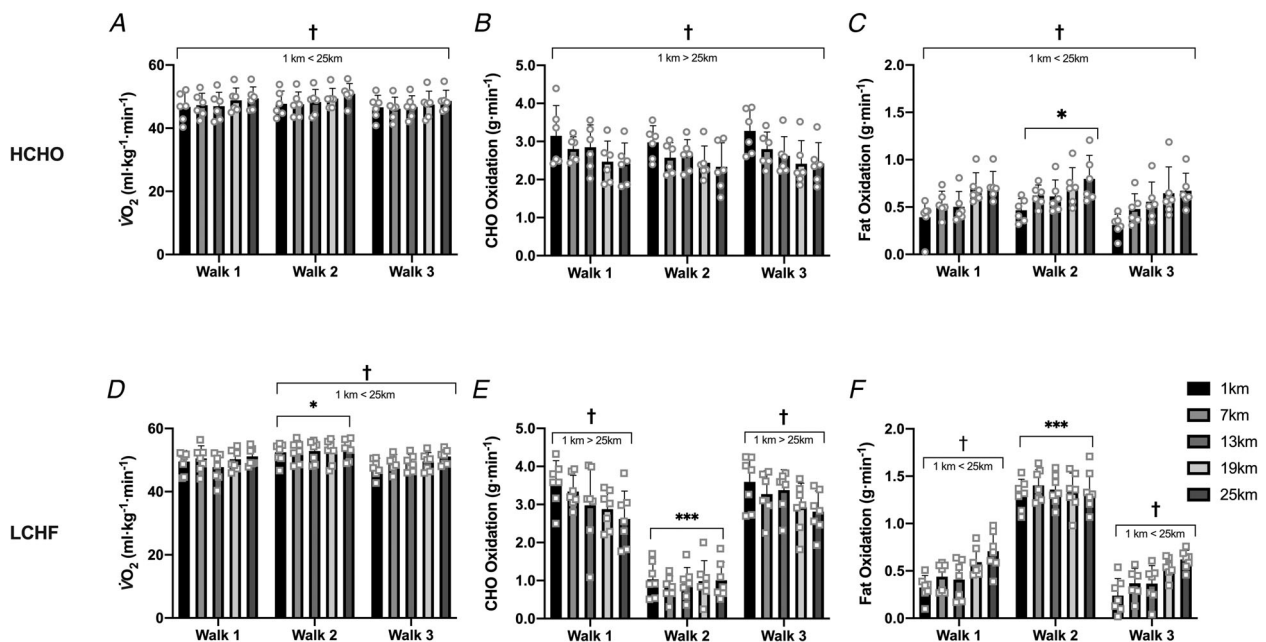 A
B
C
†
†
†
1 km < 25km
1 km > 25km
1 km < 25km
HCHO
V̇O2 (ml·kg-1·min-1)
60
40
20
0
Walk 1
Walk 2
Walk 3
CHO Oxidation (g·min-1)
5.0
4.0
3.0
2.0
1.0
0.0
Walk 1
Walk 2
Walk 3
Fat Oxidation (g·min-1)
2.0
1.5
1.0
0.5
0.0
*
Walk 1
Walk 2
Walk 3
D
E
F
LCHF
V̇O2 (ml·kg-1·min-1)
60
40
20
0
†
1 km < 25km
*
Walk 1
Walk 2
Walk 3
CHO Oxidation (g·min-1)
5.0
4.0
3.0
2.0
1.0
0.0
†
1 km > 25km
***
†
1 km > 25km
Walk 1
Walk 2
Walk 3
Fat Oxidation (g·min-1)
2.0
1.5
1.0
0.5
0.0
†
1 km < 25km
***
†
1 km < 25km
Walk 1
Walk 2
Walk 3
1km
7km
13km
19km
25km